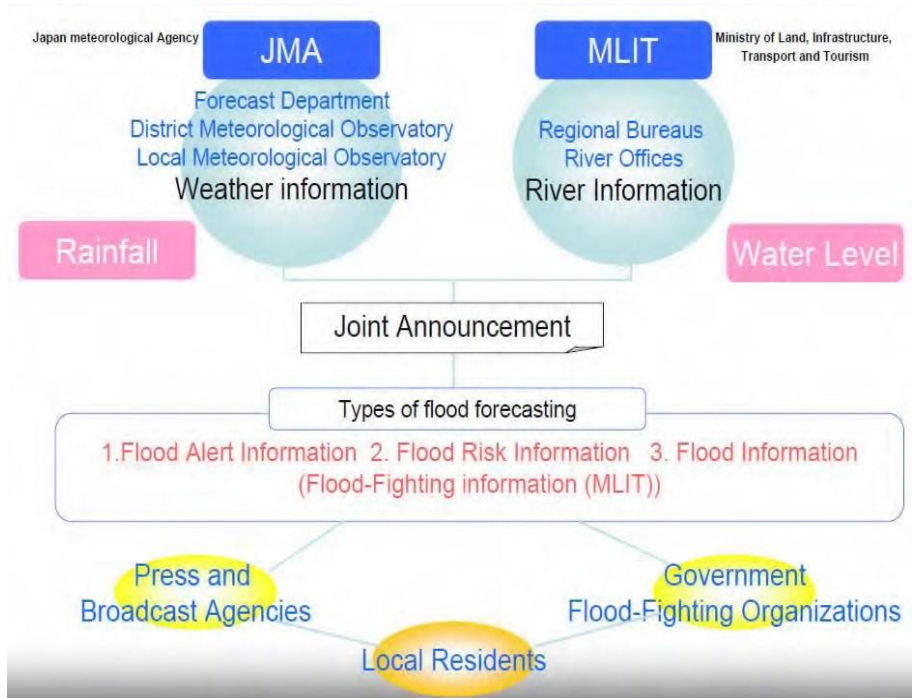 Japan meteorological Agency
JMA
MLIT
Ministry of Land, Infrastructure,
Transport and Tourism
Forecast Department
District Meteorological Observatory
Local Meteorological Observatory
Weather information
Regional Bureaus
River Offices
River Information
Rainfall
Water Level
Joint Announcement
Types of flood forecasting
1.Flood Alert Information 2. Flood Risk Information 3. Flood Information
(Flood-Fighting information (MLIT))
Press and
Broadcast Agencies
Government
Flood-Fighting Organizations
Local Residents